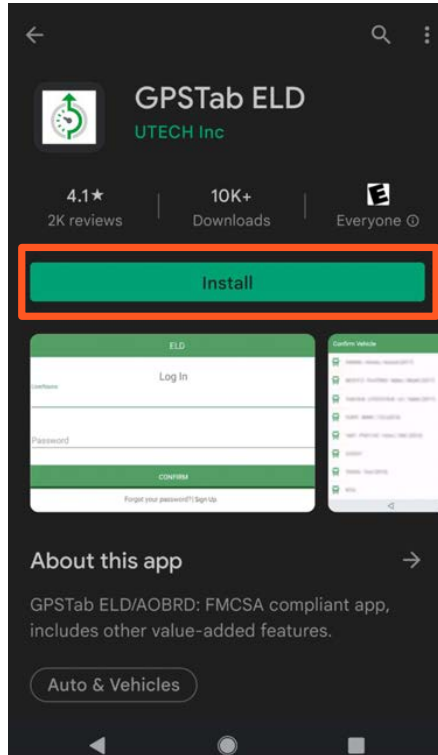 GPSTab ELD
UTECH Inc
4.1★
2K reviews
10K+
Downloads
E
Everyone
Install
ELD
Log In
UserName
Password
CONFIRM
Forgot your password? | Sign Up
Confirm Vehicle
About this app
GPSTab ELD/AOBRD: FMCSA compliant app,
includes other value-added features.
Auto & Vehicles